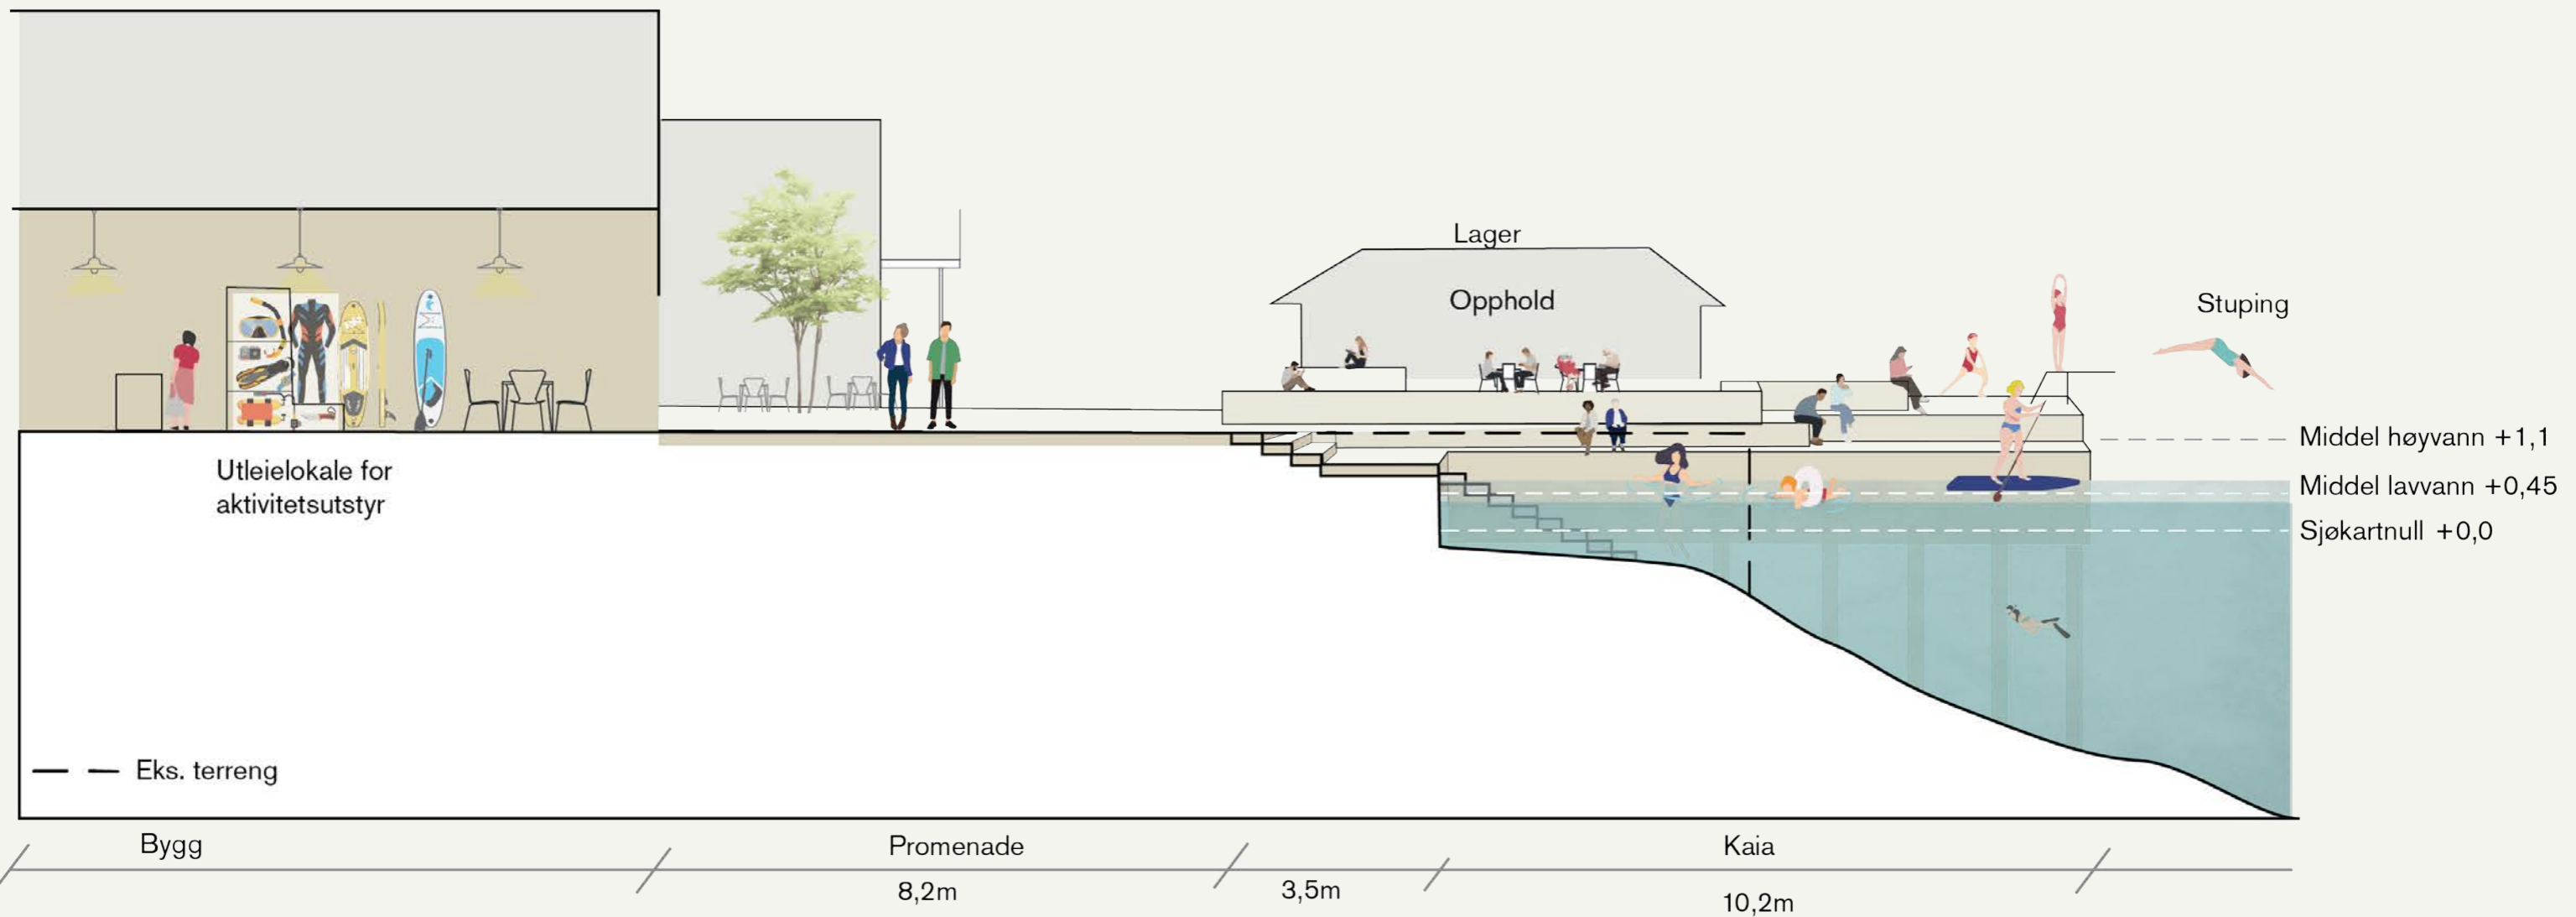 Lager
Opphold
Stuping
Middel høyvann +1,1
Utleielokale for
aktivitetsutstyr
Middel lavvann +0,45
Sjøkartnull +0,0
Eks. terreng
Bygg
Promenade
Kaia
8,2m
3,5m
10,2m